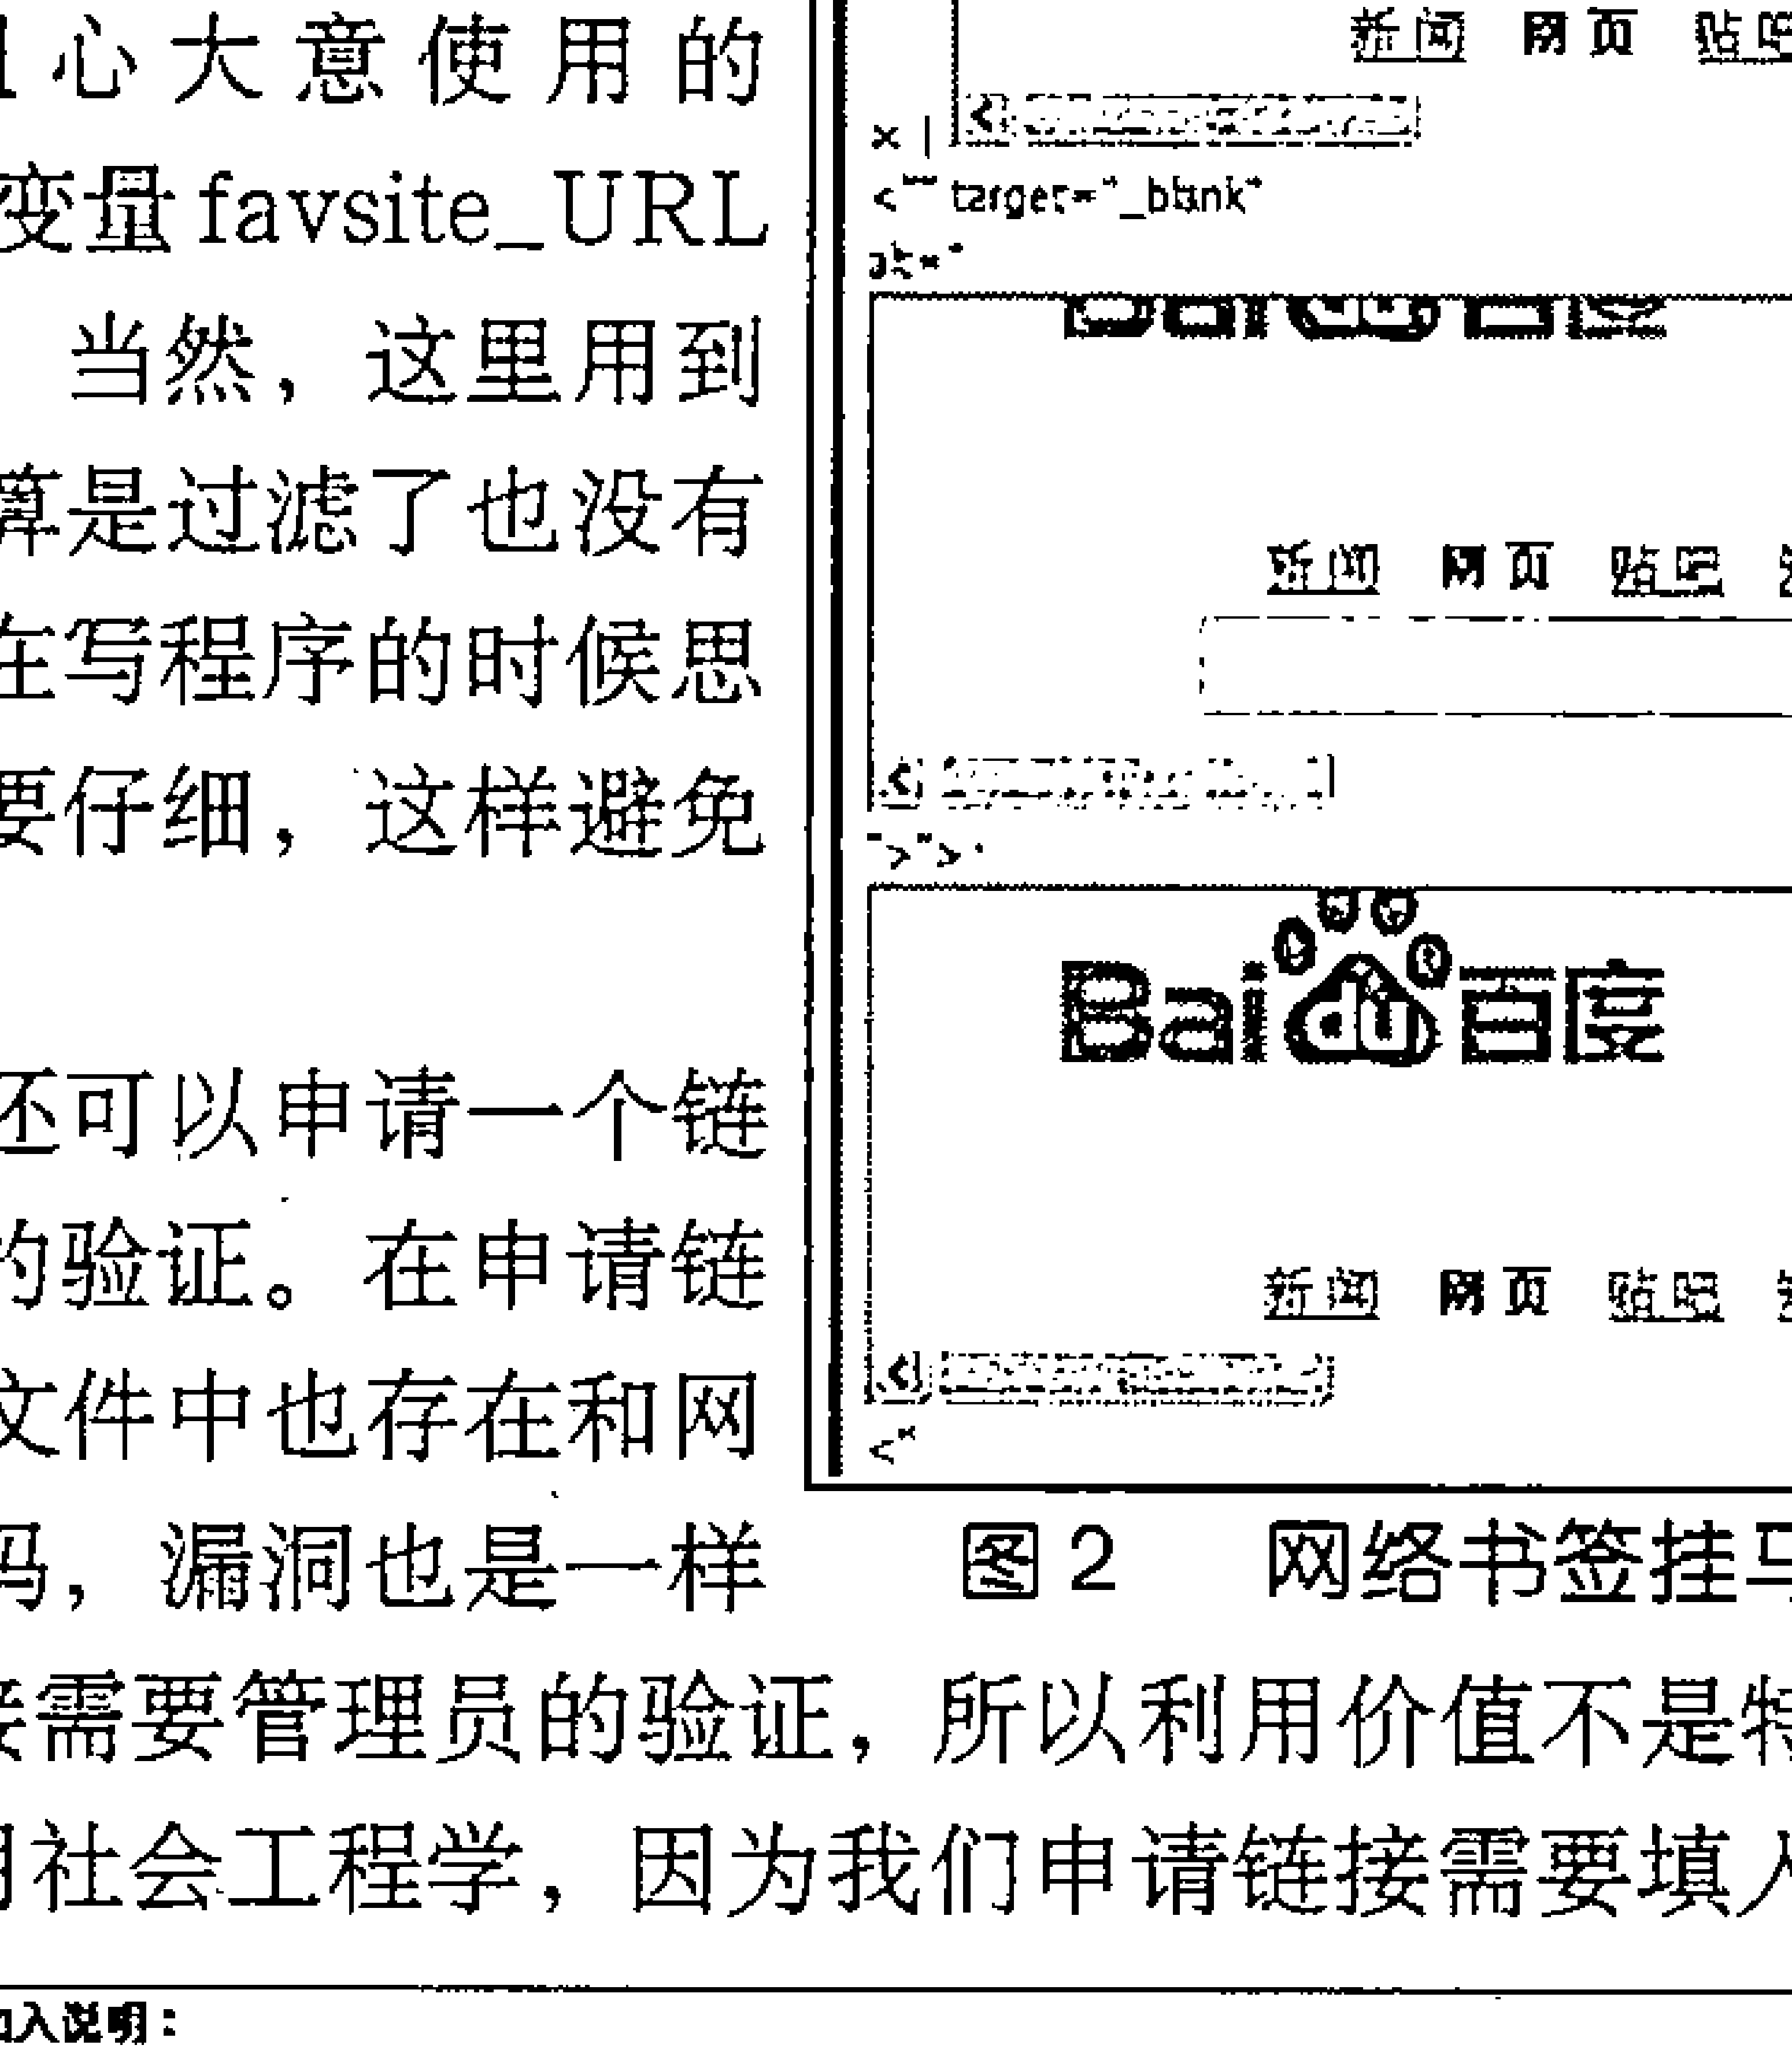 心大意使用的
变量 favsite_URL
当然，这里用到
算是过滤了也没有
在写程序的时候思
要仔细，这样避免
还可以申请一个链
的验证。在申请链
文件中也存在和网
码，漏洞也是一样
新闻 网页 贴吧
target="_blank"
新闻 网页 贴吧
">">
Bai du 百度
新闻 网页 贴吧
<"
图 2 网络书签挂马
接需要管理员的验证，所以利用价值不是特
用社会工程学，因为我们申请链接需要填入
加入说明：